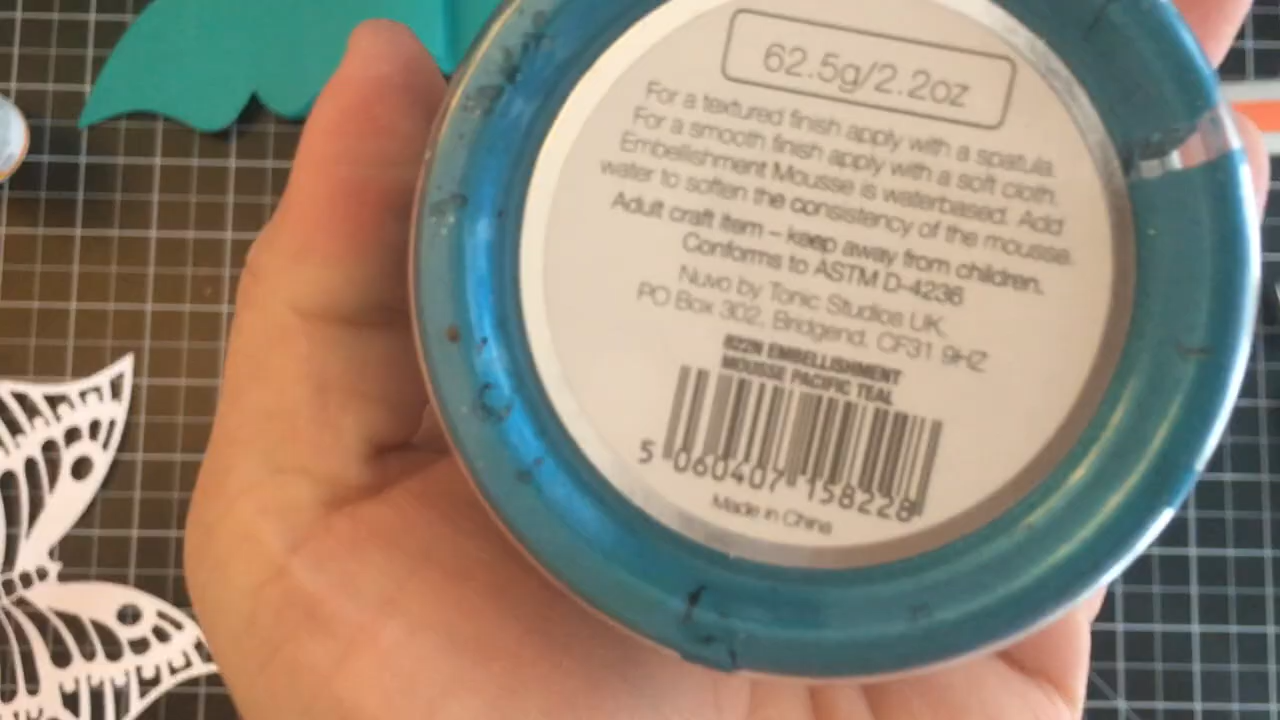 62.5g/2.2oz
For a textured finish apply with a spatula.
For a smooth finish apply with a soft cloth.
Embellishment Mousse is waterbased. Add
water to soften the consistency of the mousse.
Adult craft item – keep away from children.
Conforms to ASTM D-4236
Nuvo by Tonic Studios UK,
PO Box 302, Bridgend, CF31 9HZ
822N EMBELLISHMENT
MOUSSE PACIFIC TEAL
5 060407 158228
Made in China